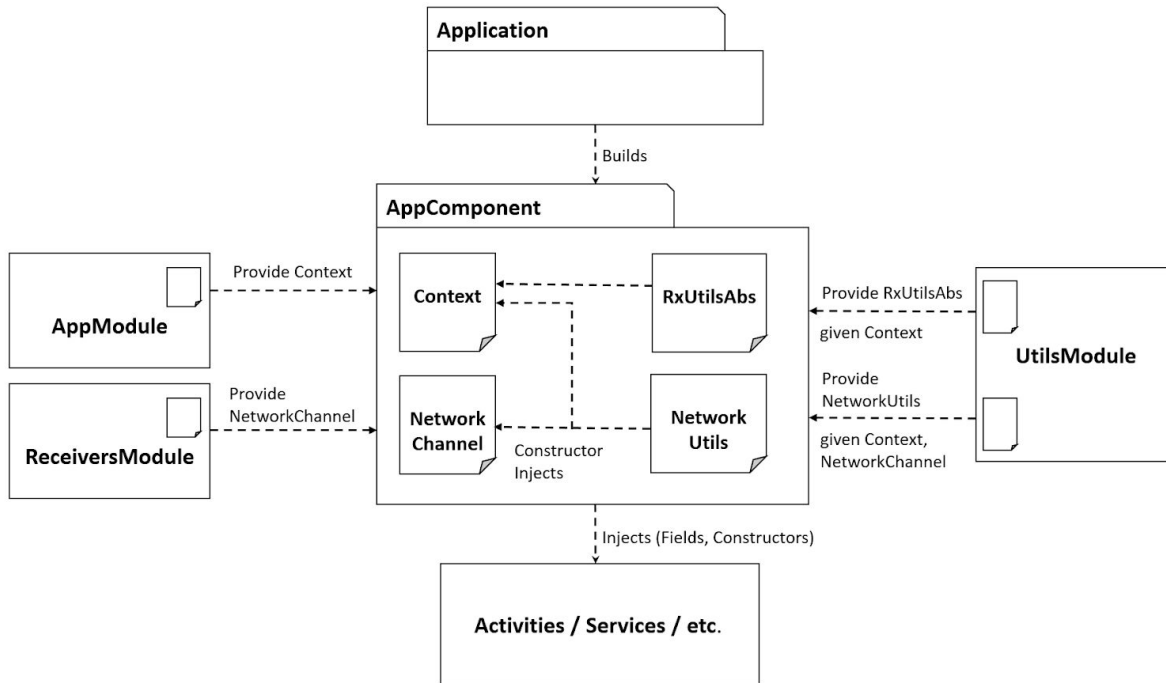 Application
Builds
AppComponent
Provide Context
AppModule
Provide
NetworkChannel
ReceiversModule
Context
RxUtilsAbs
Network
Channel
Constructor
Injects
Network
Utils
Provide RxUtilsAbs
given Context
UtilsModule
Provide
NetworkUtils
given Context,
NetworkChannel
Injects (Fields, Constructors)
Activities / Services / etc.